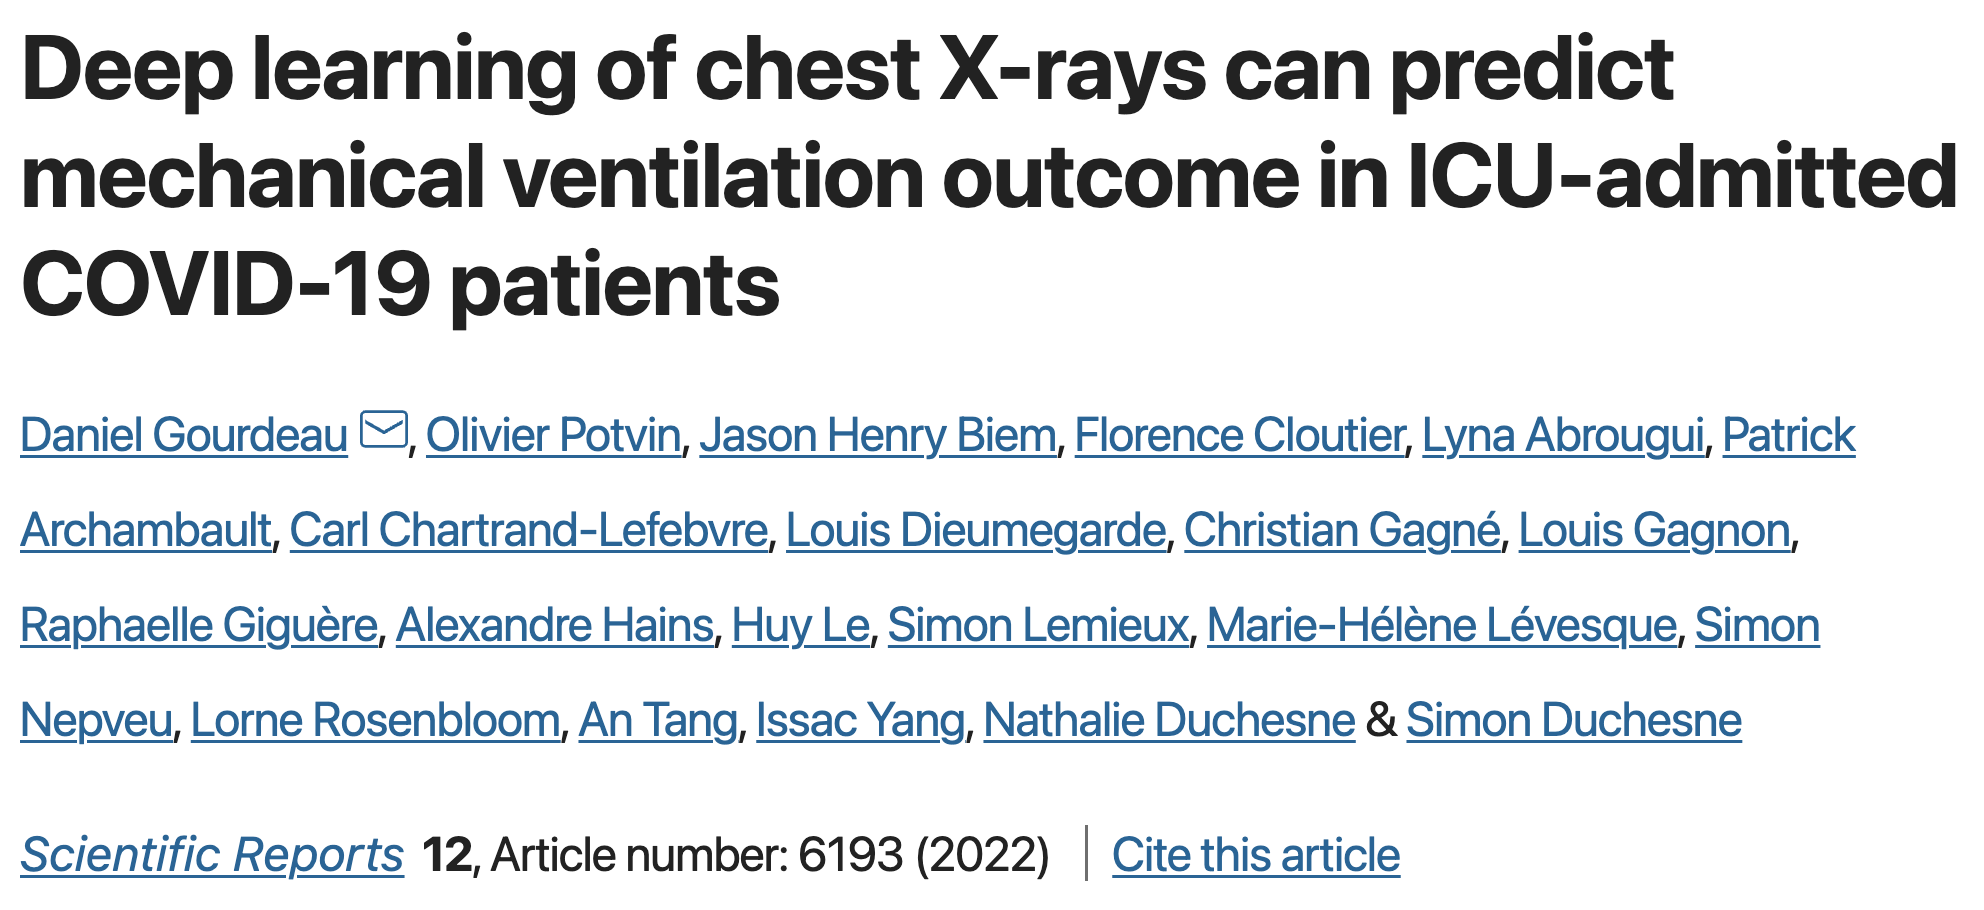 Deep learning of chest X-rays can predict
mechanical ventilation outcome in ICU-admitted
COVID-19 patients
Daniel Gourdeau, Olivier Potvin, Jason Henry Biem, Florence Cloutier, Lyna Abrougui, Patrick
Archambault, Carl Chartrand-Lefebvre, Louis Dieumegarde, Christian Gagné, Louis Gagnon,
Raphaelle Giguère, Alexandre Hains, Huy Le, Simon Lemieux, Marie-Hélène Lévesque, Simon
Nepveu, Lorne Rosenbloom, An Tang, Issac Yang, Nathalie Duchesne & Simon Duchesne
Scientific Reports 12, Article number: 6193 (2022) | Cite this article